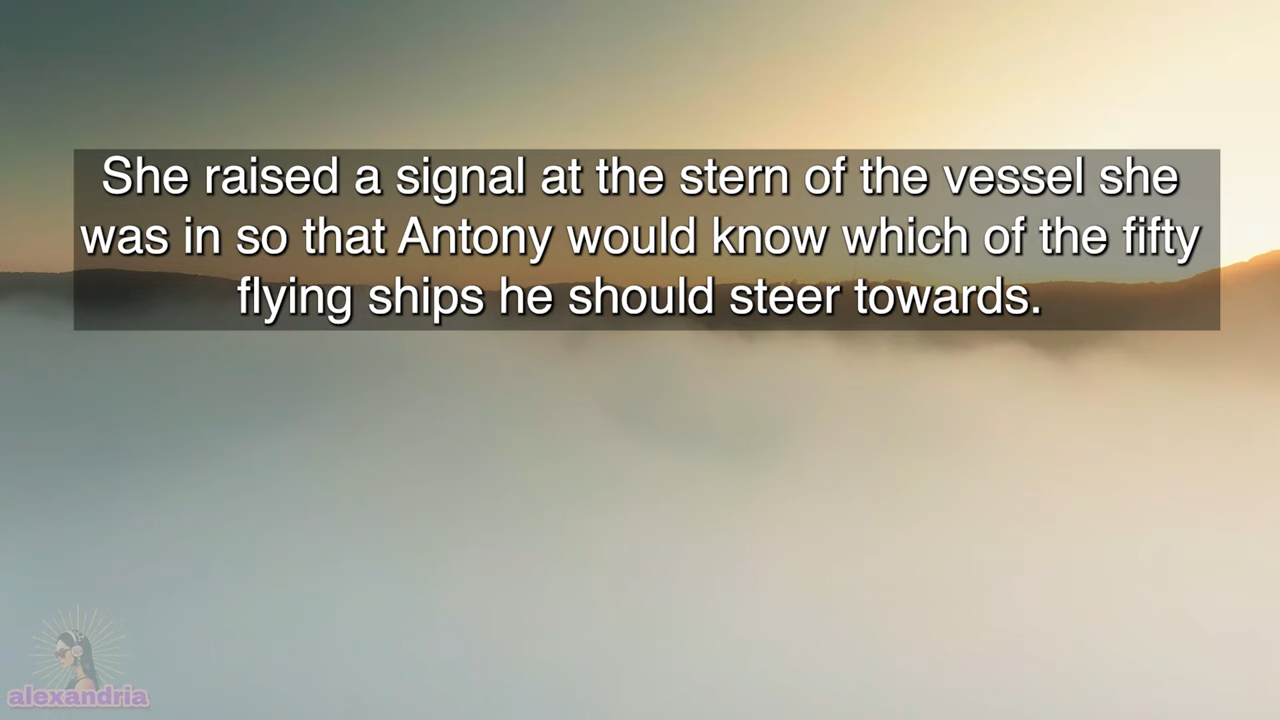 She raised a signal at the stern of the vessel she
was in so that Antony would know which of the fifty
flying ships he should steer towards.
alexandria